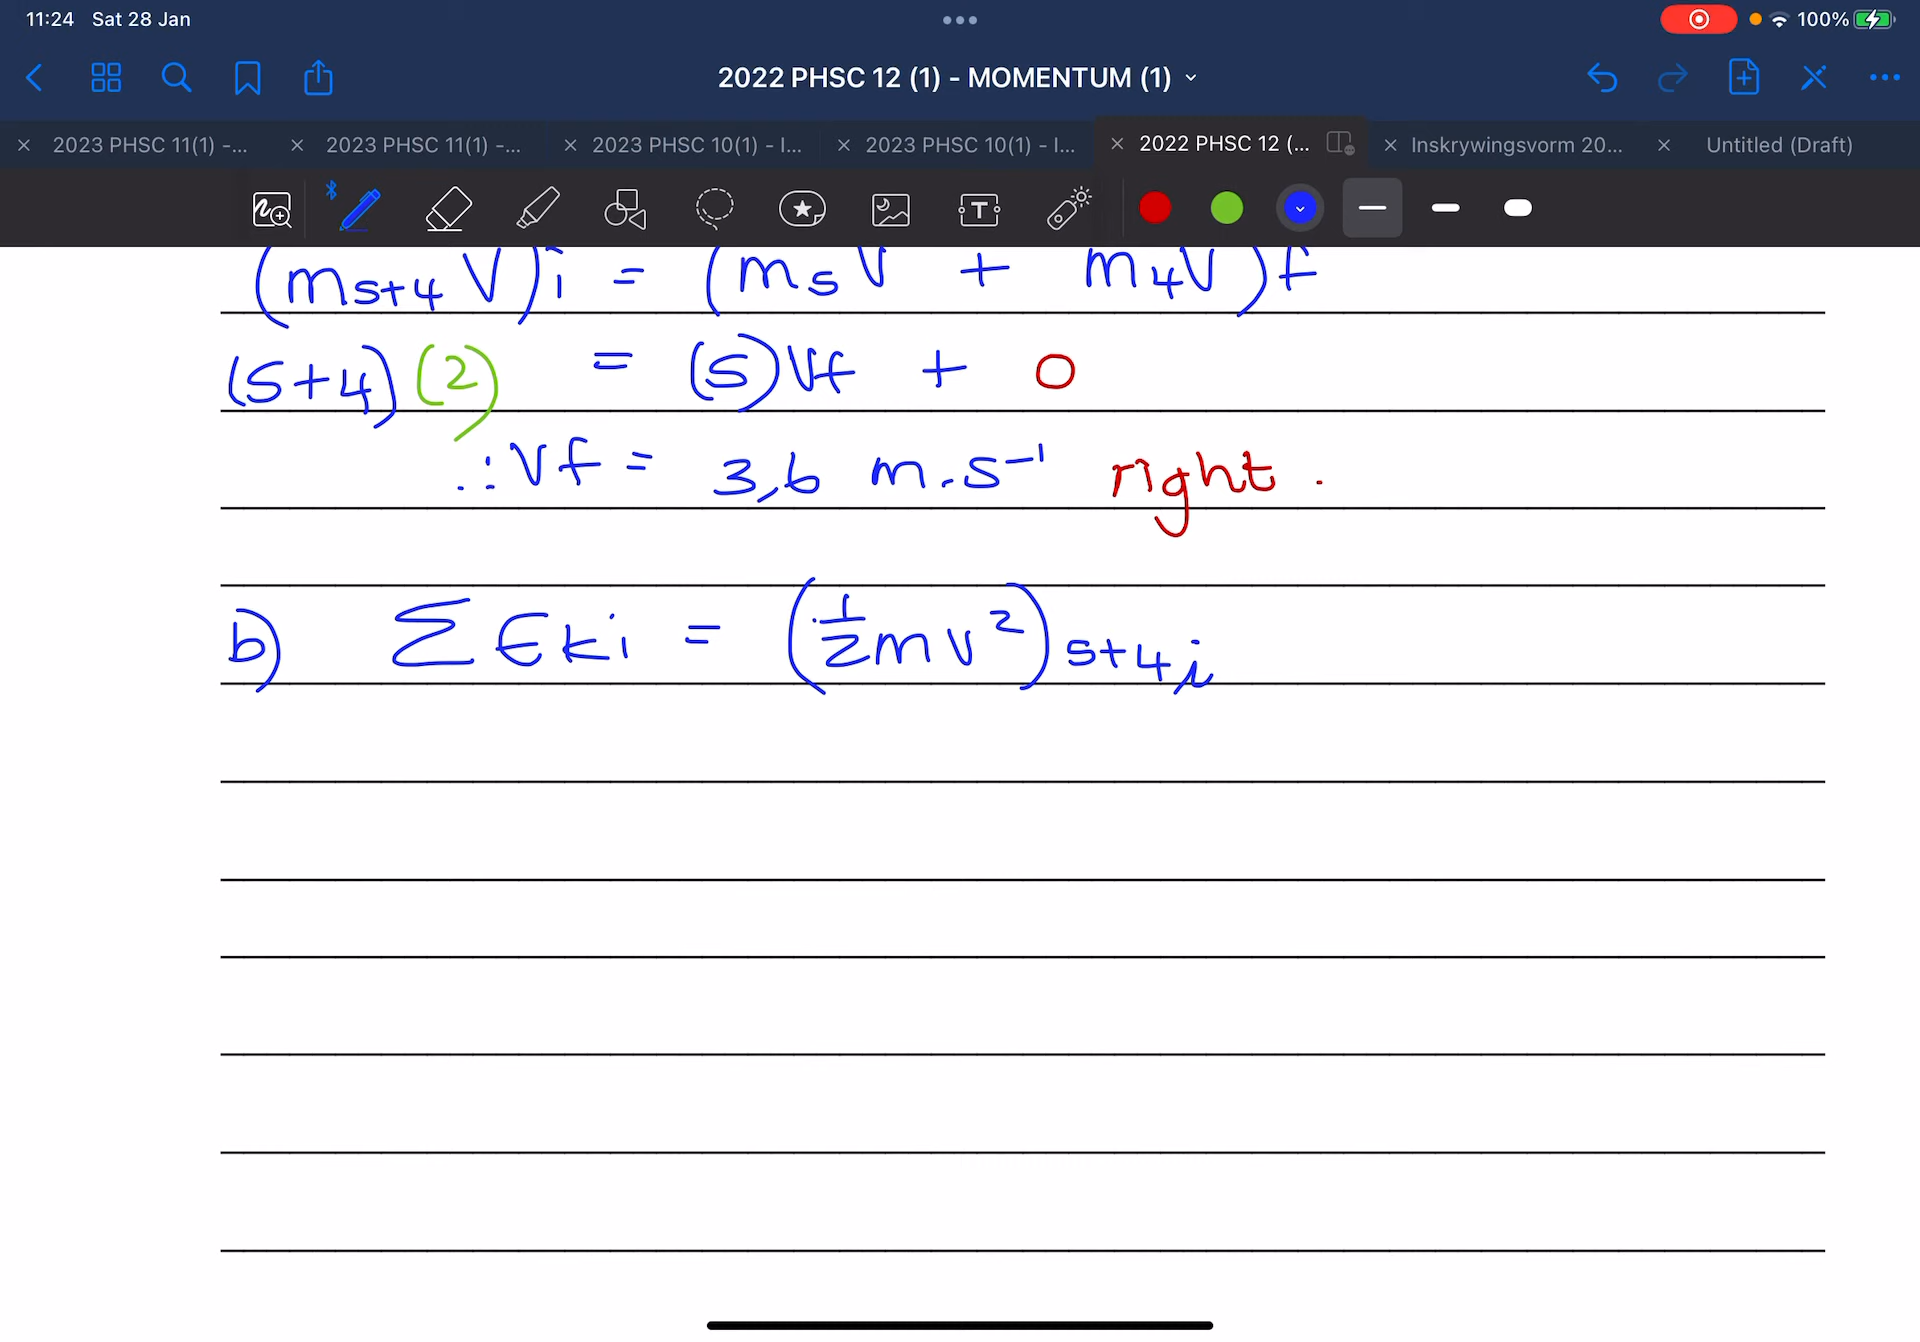 11:24 Sat 28 Jan 100%
2022 PHSC 12 (1) - MOMENTUM (1)
2023 PHSC 11(1) -... 2023 PHSC 11(1) -... 2023 PHSC 10(1) - I... 2023 PHSC 10(1) - I... 2022 PHSC 12 (... Inskrywingsvorm 20... Untitled (Draft)
T
(m5+4 V)i = (m5V + m4V)f
(5+4)(2) = (5)Vf + 0
∴ Vf = 3,6 m.s⁻¹ right.
b) ΣEki = (½mv²)5+4i